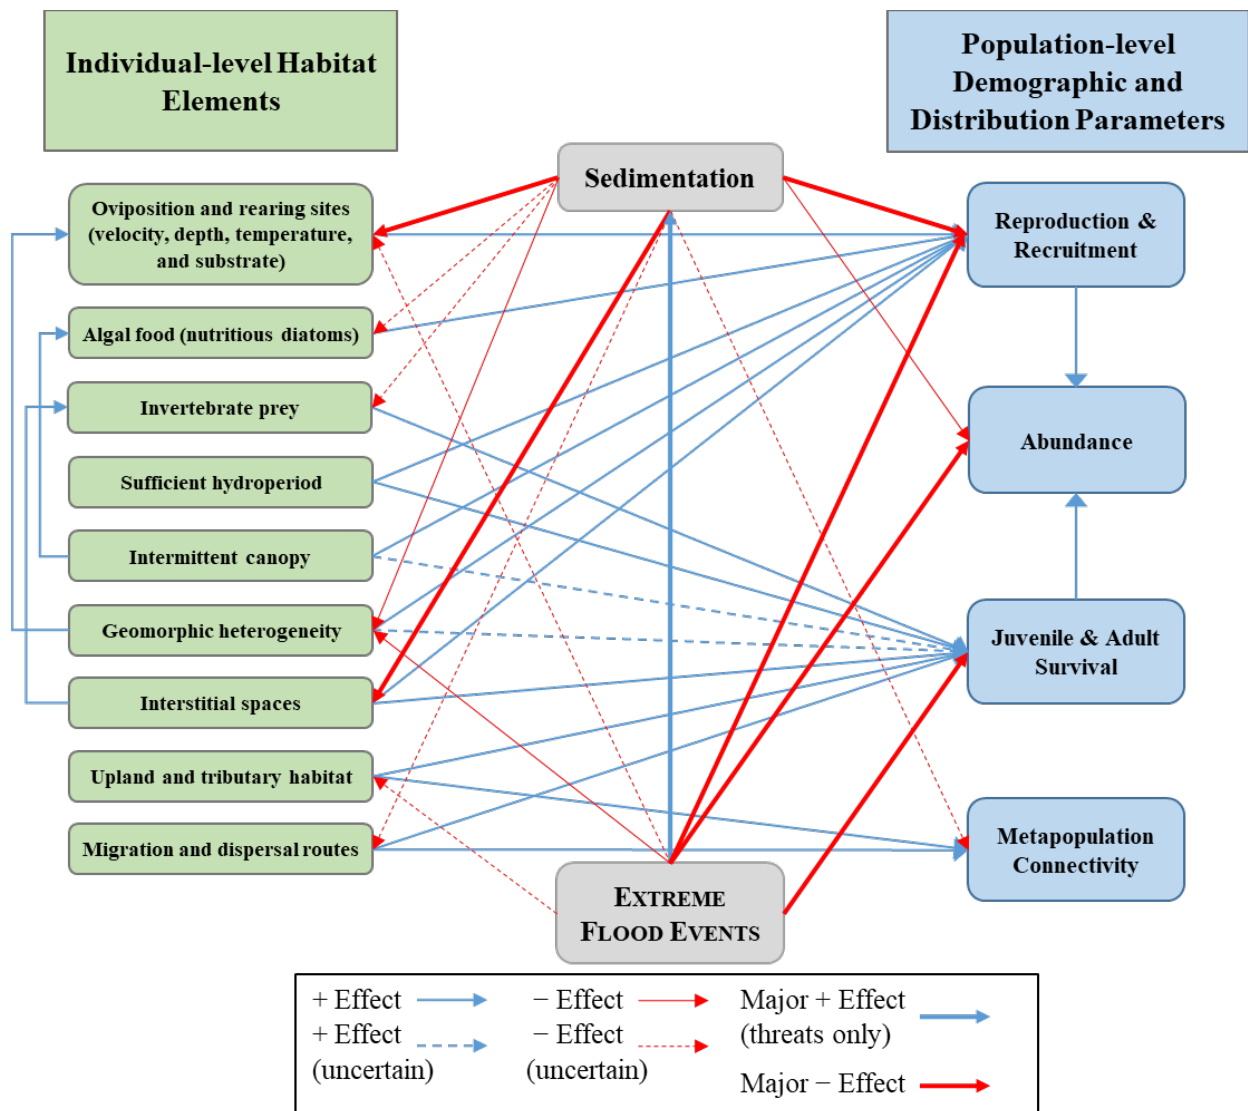 Individual-level Habitat
Elements
Population-level
Demographic and
Distribution Parameters
Sedimentation
Oviposition and rearing sites
(velocity, depth, temperature,
and substrate)
Algal food (nutritious diatoms)
Invertebrate prey
Sufficient hydroperiod
Intermittent canopy
Geomorphic heterogeneity
Interstitial spaces
Upland and tributary habitat
Migration and dispersal routes
Reproduction &
Recruitment
Abundance
Juvenile & Adult
Survival
Metapopulation
Connectivity
EXTREME
FLOOD EVENTS
+ Effect
+ Effect
(uncertain)
− Effect
− Effect
(uncertain)
Major + Effect
(threats only)
Major − Effect